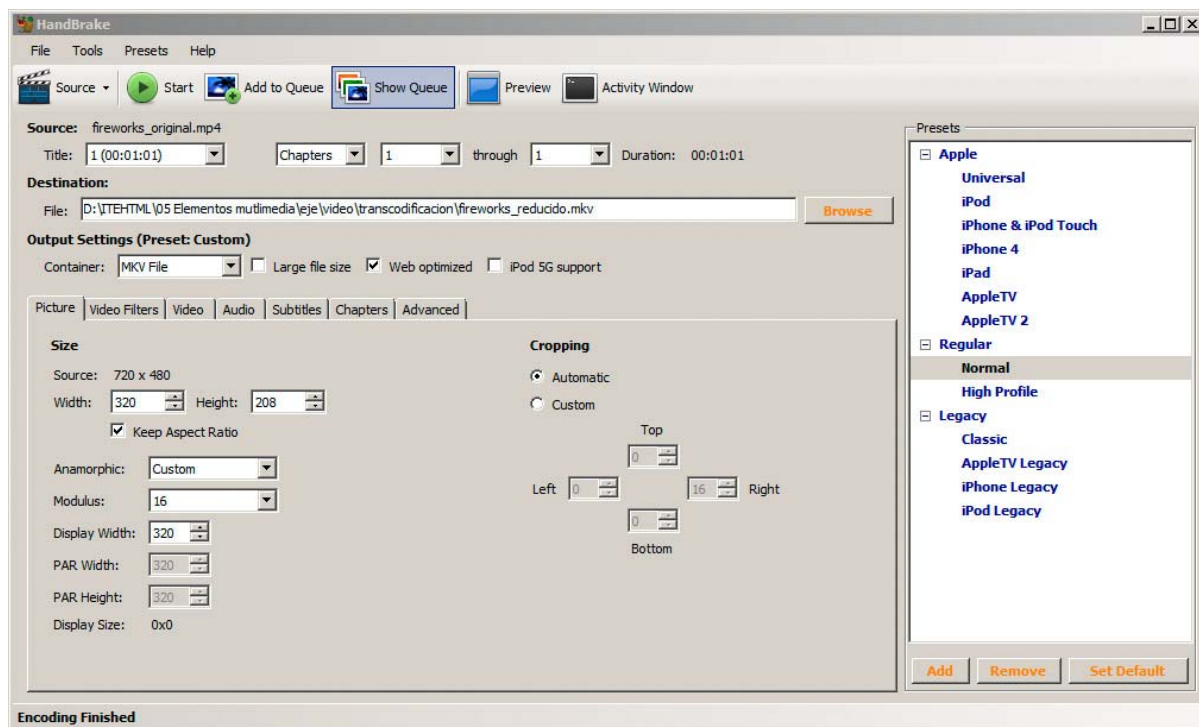 HandBrake
File Tools Presets Help
Source Start Add to Queue Show Queue Preview Activity Window
Source: fireworks_original.mp4
Title: 1 (00:01:01) Chapters 1 through 1 Duration: 00:01:01
Destination:
File: D:\ITEHTML\05 Elementos mutlimedia\eje\video\transcodificacion\fireworks_reducido.mkv Browse
Output Settings (Preset: Custom)
Container: MKV File Large file size Web optimized iPod 5G support
Picture Video Filters Video Audio Subtitles Chapters Advanced
Size
Source: 720 x 480
Width: 320 Height: 208
Keep Aspect Ratio
Anamorphic: Custom
Modulus: 16
Display Width: 320
PAR Width: 320
PAR Height: 320
Display Size: 0x0
Cropping
Automatic
Custom
Top
0
Left 0 16 Right
0
Bottom
Presets
Apple
Universal
iPod
iPhone & iPod Touch
iPhone 4
iPad
AppleTV
AppleTV 2
Regular
Normal
High Profile
Legacy
Classic
AppleTV Legacy
iPhone Legacy
iPod Legacy
Add Remove Set Default
Encoding Finished